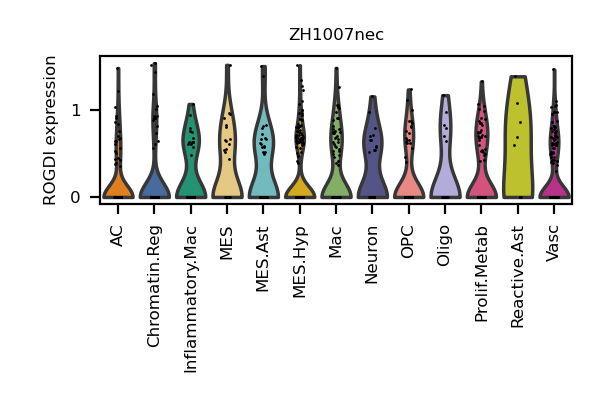 ZH1007nec
ROGDI expression
1
0
AC
Chromatin.Reg
Inflammatory.Mac
MES
MES.Ast
MES.Hyp
Mac
Neuron
OPC
Oligo
Prolif.Metab
Reactive.Ast
Vasc